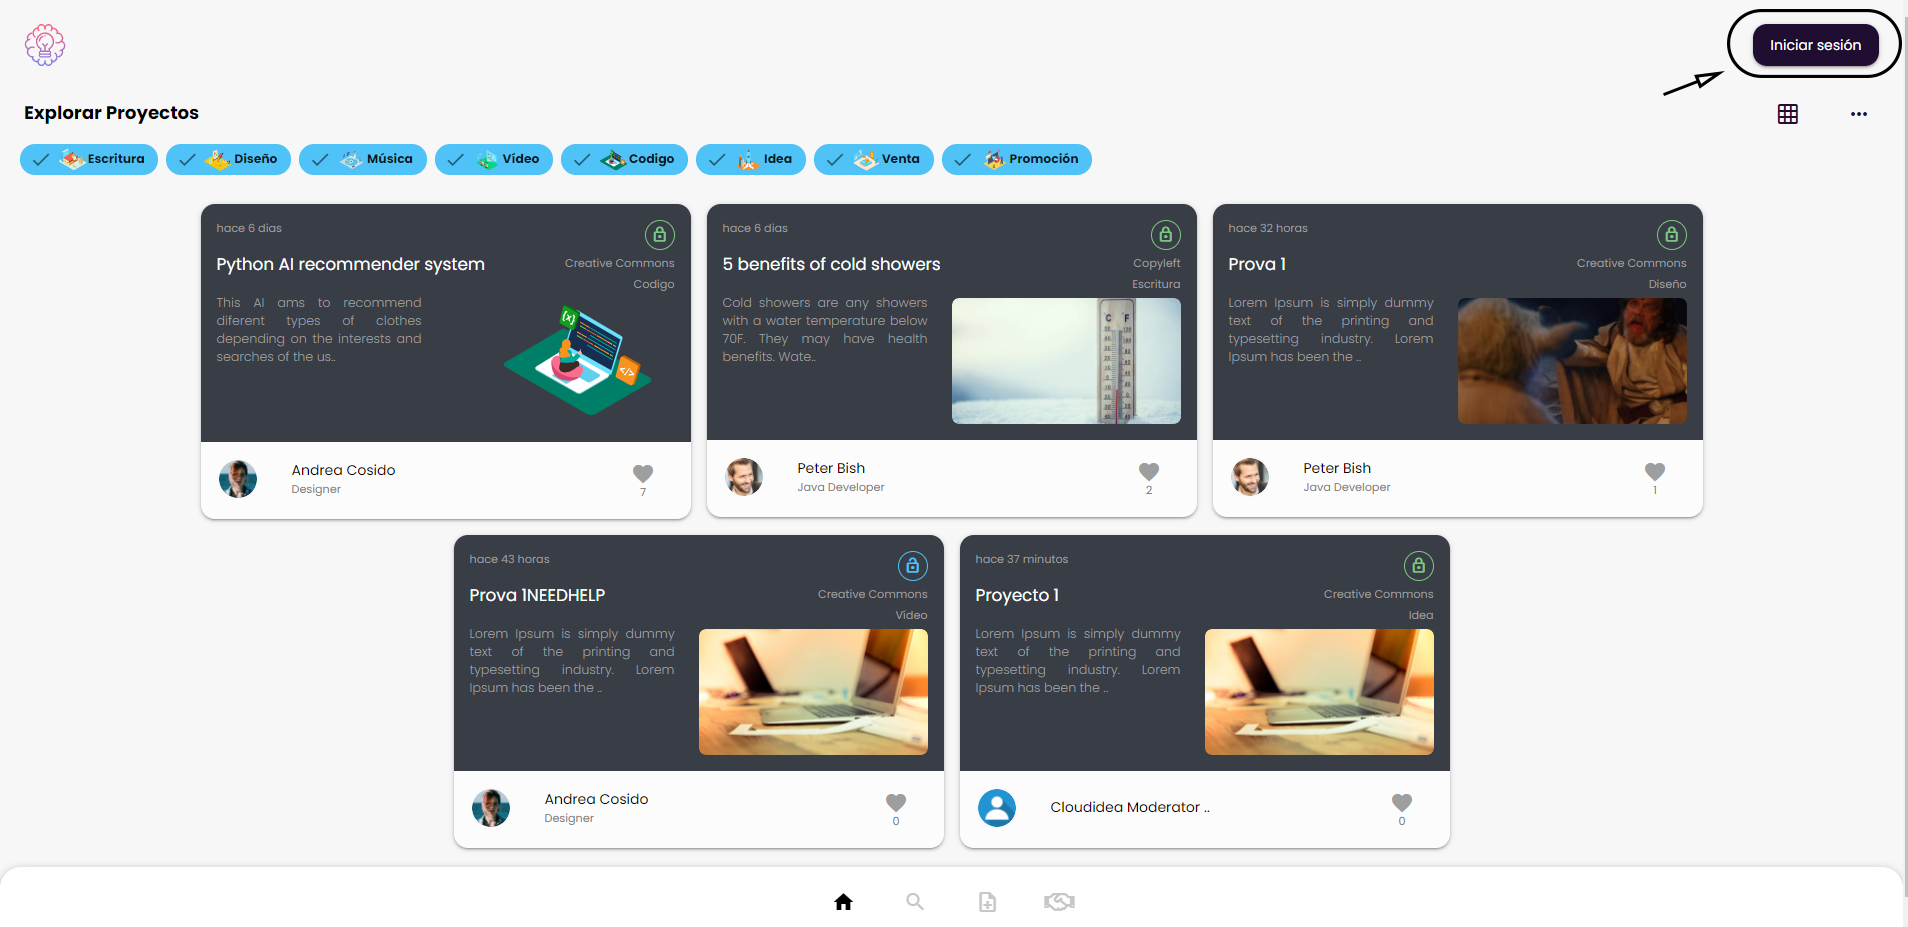 Iniciar sesión
Explorar Proyectos
Escritura
Diseño
Música
Vídeo
Codigo
Idea
Venta
Promoción
hace 6 días
Python AI recommender system
Creative Commons
Codigo
This AI ams to recommend
diferent types of clothes
depending on the interests and
searches of the us..
Andrea Cosido
Designer
7
hace 6 días
5 benefits of cold showers
Copyleft
Escritura
Cold showers are any showers
with a water temperature below
70F. They may have health
benefits. Wate..
C F
Peter Bish
Java Developer
2
hace 32 horas
Prova 1
Creative Commons
Diseño
Lorem Ipsum is simply dummy
text of the printing and
typesetting industry. Lorem
Ipsum has been the ..
Peter Bish
Java Developer
1
hace 43 horas
Prova 1NEEDHELP
Creative Commons
Vídeo
Lorem Ipsum is simply dummy
text of the printing and
typesetting industry. Lorem
Ipsum has been the ..
Andrea Cosido
Designer
0
hace 37 minutos
Proyecto 1
Creative Commons
Idea
Lorem Ipsum is simply dummy
text of the printing and
typesetting industry. Lorem
Ipsum has been the ..
Cloudidea Moderator ..
0